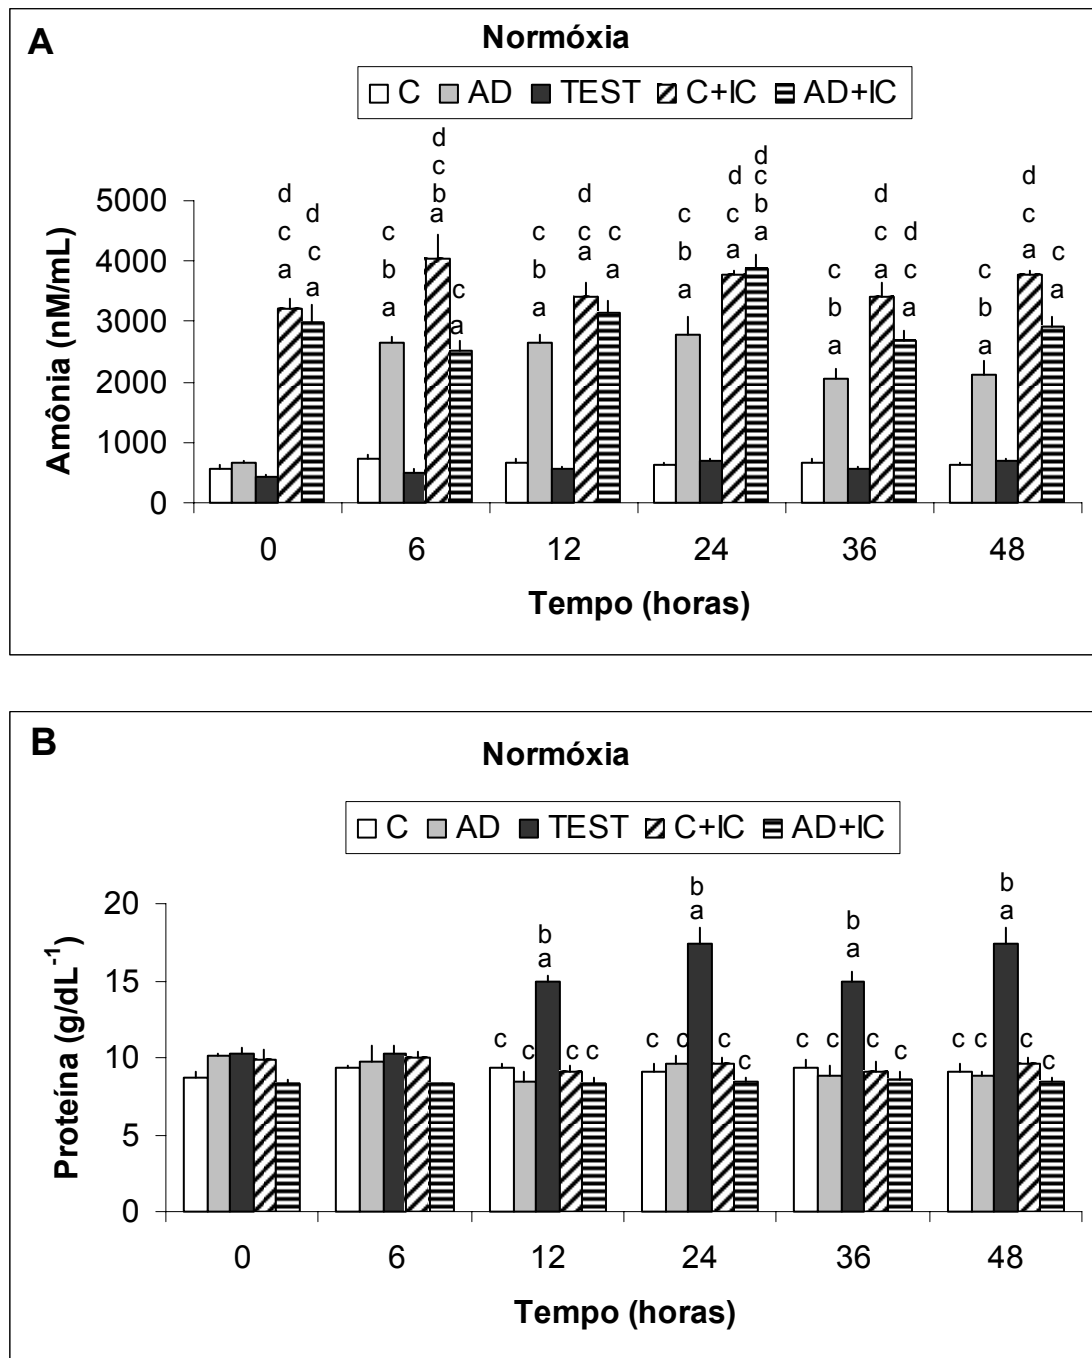 A
Normóxia
C AD TEST C+IC AD+IC
Amônia (nM/mL)
5000
4000
3000
2000
1000
0
d
c
a
d
c
a
c
b
a
d
c
b
a
c
a
c
b
a
d
c
a
c
a
c
b
a
d
c
a
d
c
b
a
c
b
a
d
c
a
d
c
a
c
b
a
d
c
a
c
a
0 6 12 24 36 48
Tempo (horas)
B
Normóxia
C AD TEST C+IC AD+IC
Proteína (g/dL-1)
20
15
10
5
0
c
c
b
a
c
c
c
c
b
a
c
c
c
c
b
a
c
c
c
c
b
a
c
c
0 6 12 24 36 48
Tempo (horas)